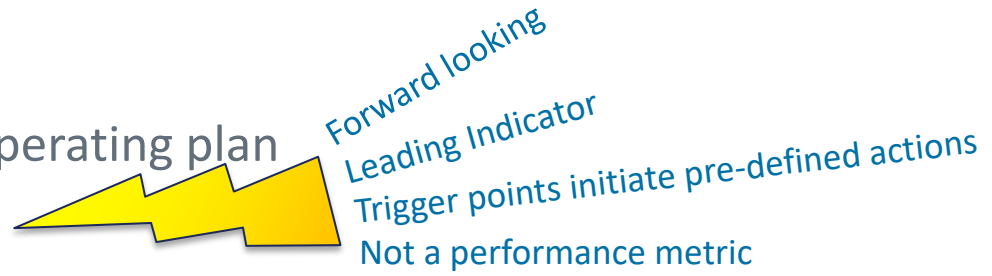 perating plan
Forward looking
Leading Indicator
Trigger points initiate pre-defined actions
Not a performance metric